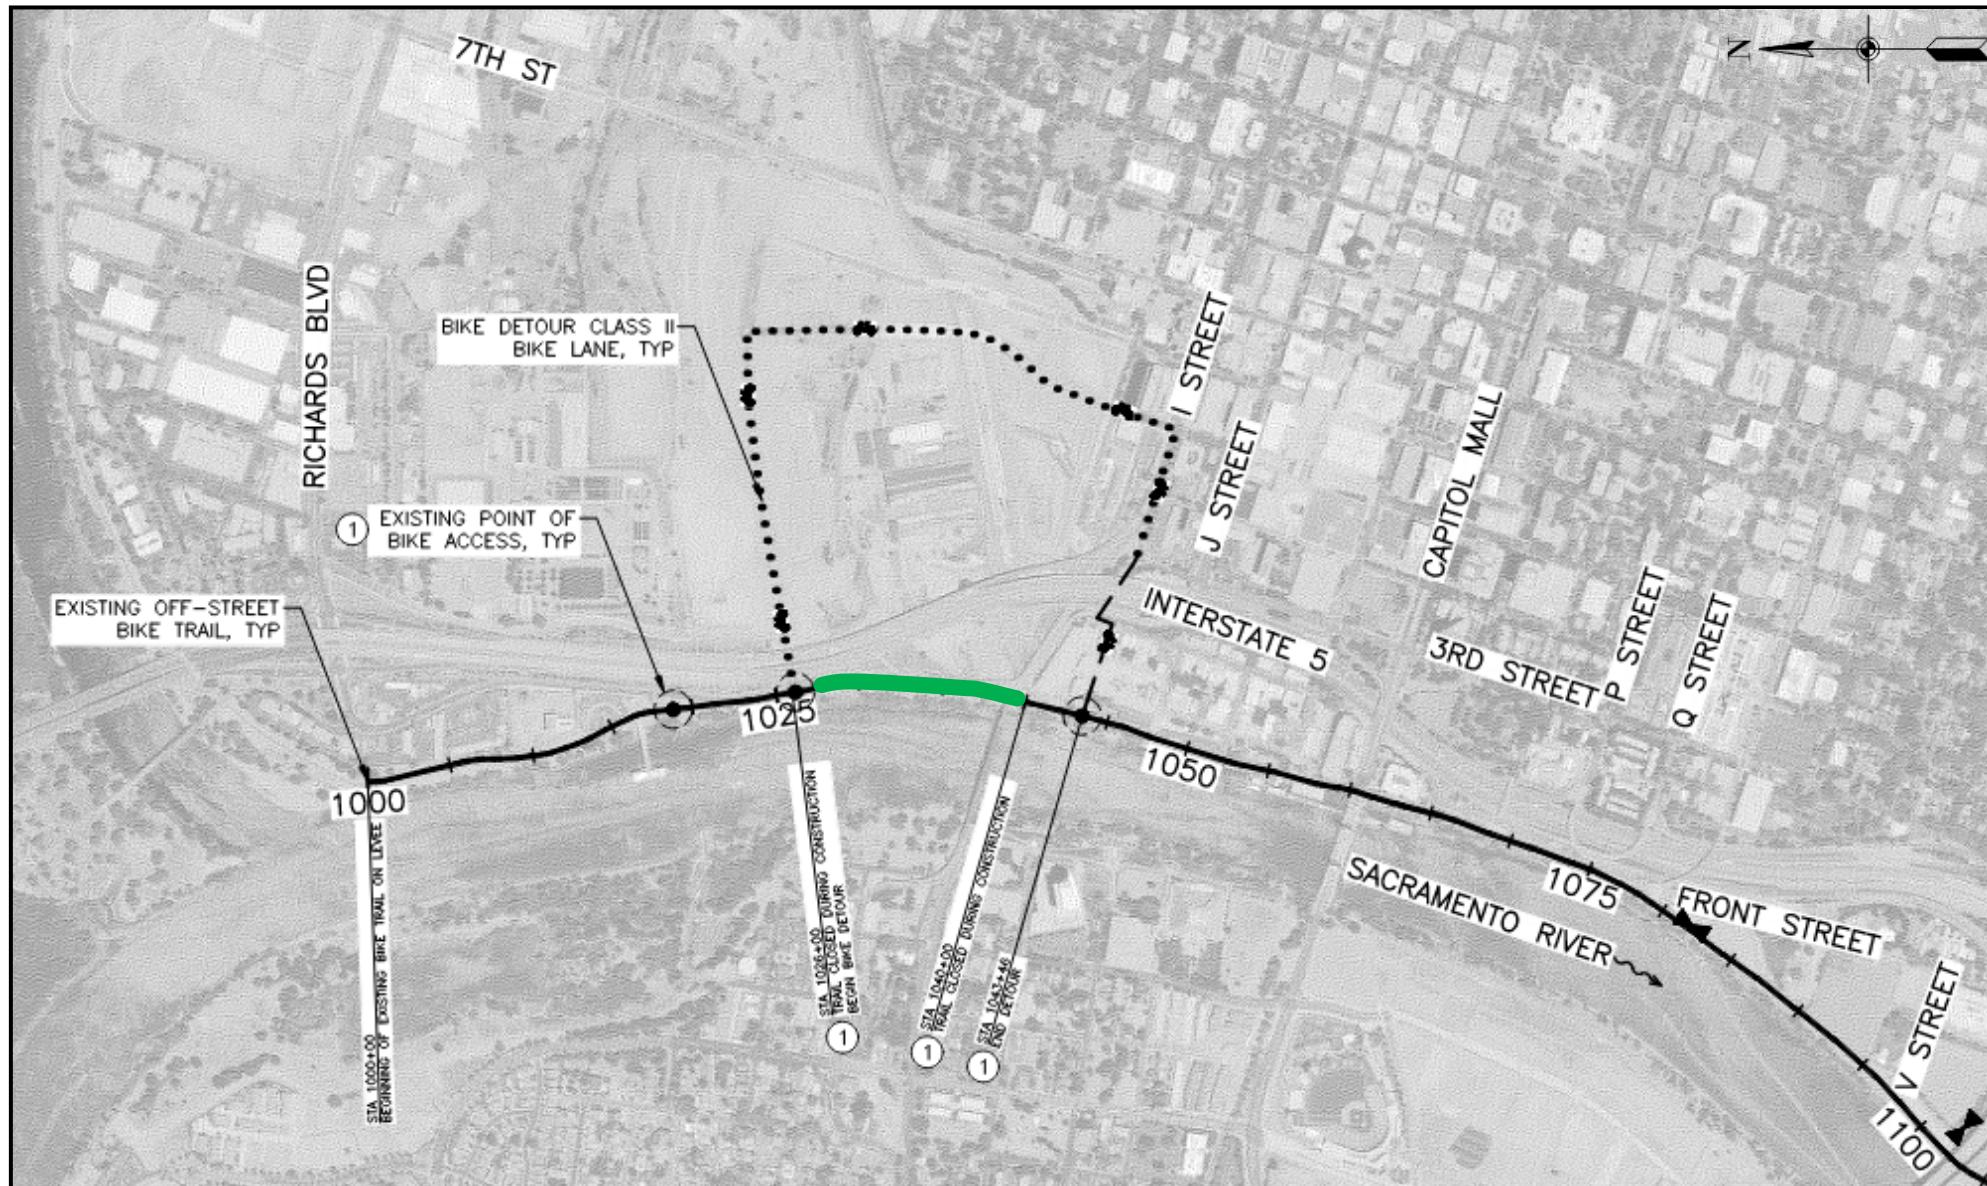 7TH ST
N
RICHARDS BLVD
BIKE DETOUR CLASS II
BIKE LANE, TYP
I STREET
J STREET
CAPITOL MALL
1
EXISTING POINT OF
BIKE ACCESS, TYP
EXISTING OFF-STREET
BIKE TRAIL, TYP
INTERSTATE 5
3RD STREET
P STREET
Q STREET
1000
1025
1050
1075
1100
STA 1000+00
BEGINNING OF EXISTING BIKE TRAIL ON LEVEE
STA 1026+00
TRAIL CLOSED DURING CONSTRUCTION
BEGIN BIKE DETOUR
1
STA 1040+00
TRAIL CLOSED DURING CONSTRUCTION
1
STA 1043+46
END DETOUR
1
SACRAMENTO RIVER
FRONT STREET
V STREET